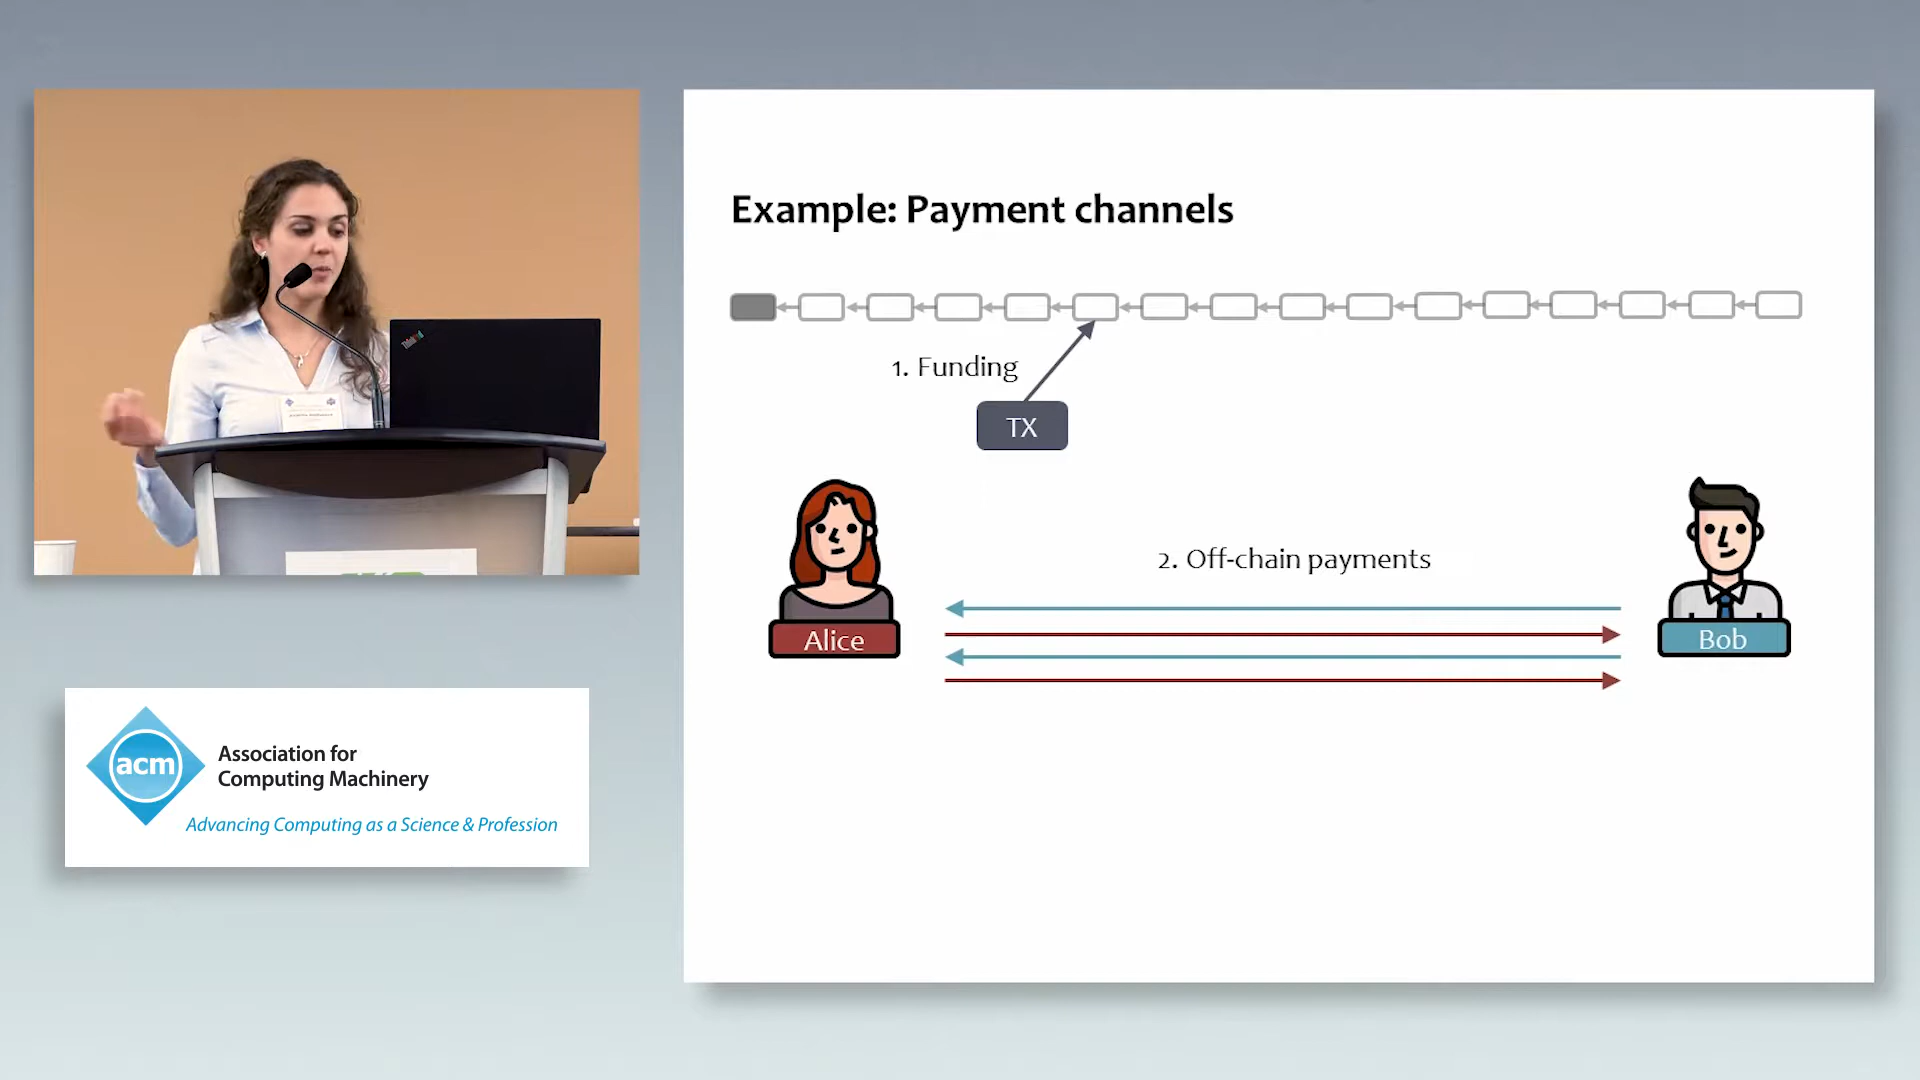 Example: Payment channels
1. Funding
TX
2. Off-chain payments
Alice
Bob
ThinkPad
acm
Association for
Computing Machinery
Advancing Computing as a Science & Profession